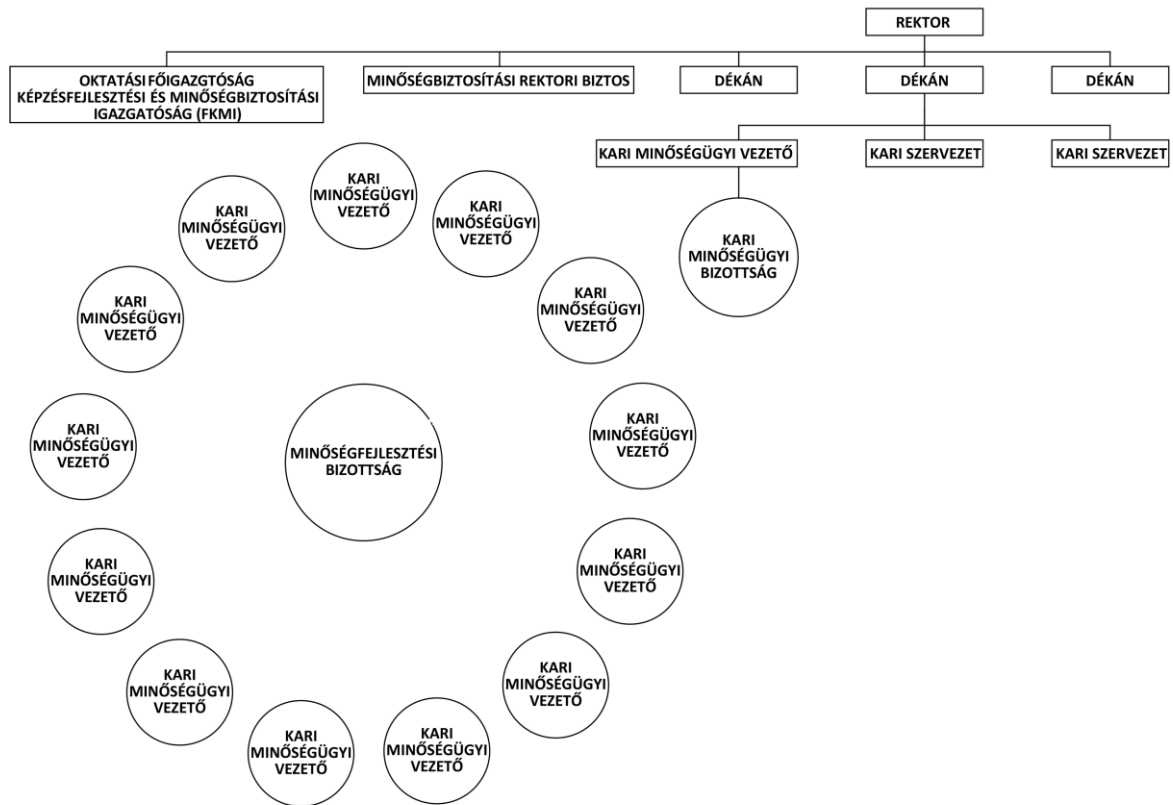 REKTOR
OKTATÁSI FŐIGAZGTÓSÁG
KÉPZÉSFEJLESZTÉSI ÉS MINŐSÉGBIZTOSÍTÁSI
IGAZGATÓSÁG (FKMI)
MINŐSÉGBIZTOSÍTÁSI REKTORI BIZTOS
DÉKÁN
DÉKÁN
DÉKÁN
KARI MINŐSÉGÜGYI VEZETŐ
KARI SZERVEZET
KARI SZERVEZET
KARI
MINŐSÉGÜGYI
BIZOTTSÁG
KARI
MINŐSÉGÜGYI
VEZETŐ
KARI
MINŐSÉGÜGYI
VEZETŐ
KARI
MINŐSÉGÜGYI
VEZETŐ
KARI
MINŐSÉGÜGYI
VEZETŐ
KARI
MINŐSÉGÜGYI
VEZETŐ
KARI
MINŐSÉGÜGYI
VEZETŐ
KARI
MINŐSÉGÜGYI
VEZETŐ
KARI
MINŐSÉGÜGYI
VEZETŐ
KARI
MINŐSÉGÜGYI
VEZETŐ
KARI
MINŐSÉGÜGYI
VEZETŐ
KARI
MINŐSÉGÜGYI
VEZETŐ
KARI
MINŐSÉGÜGYI
VEZETŐ
KARI
MINŐSÉGÜGYI
VEZETŐ
MINŐSÉGFEJLESZTÉSI
BIZOTTSÁG